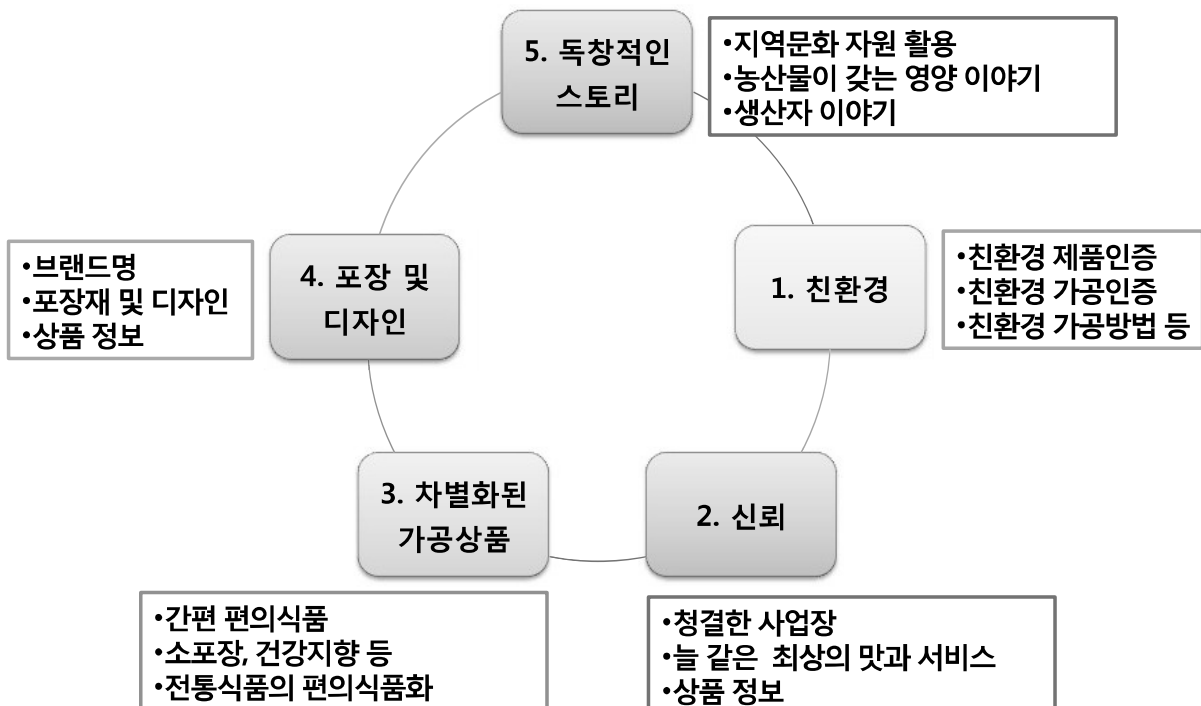 5. 독창적인
스토리
•지역문화 자원 활용
•농산물이 갖는 영양 이야기
•생산자 이야기
1. 친환경
•친환경 제품인증
•친환경 가공인증
•친환경 가공방법 등
2. 신뢰
•청결한 사업장
•늘 같은 최상의 맛과 서비스
•상품 정보
3. 차별화된
가공상품
•간편 편의식품
•소포장, 건강지향 등
•전통식품의 편의식품화
4. 포장 및
디자인
•브랜드명
•포장재 및 디자인
•상품 정보